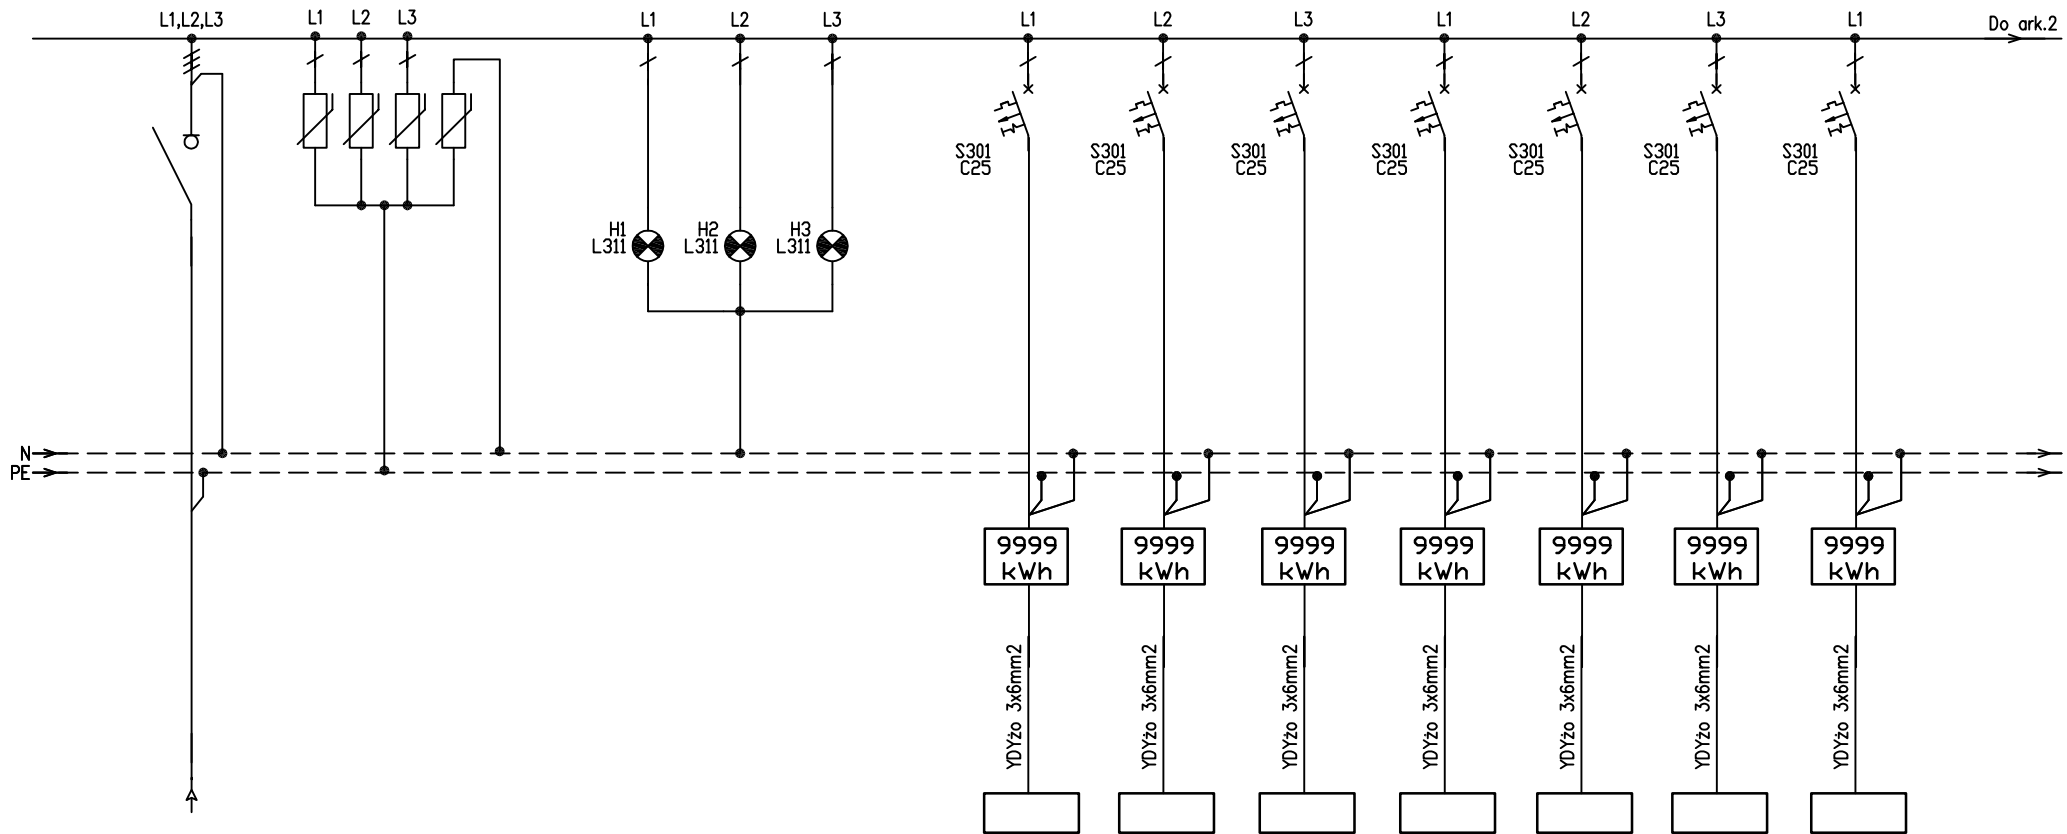 L1,L2,L3
L1
L2
L3
L1
L2
L3
L1
L2
L3
L1
L2
L3
L1
Do ark.2
S301
C25
S301
C25
S301
C25
S301
C25
S301
C25
S301
C25
S301
C25
H1
L311
H2
L311
H3
L311
N
PE
9999
kWh
9999
kWh
9999
kWh
9999
kWh
9999
kWh
9999
kWh
9999
kWh
YDYżo 3x6mm2
YDYżo 3x6mm2
YDYżo 3x6mm2
YDYżo 3x6mm2
YDYżo 3x6mm2
YDYżo 3x6mm2
YDYżo 3x6mm2